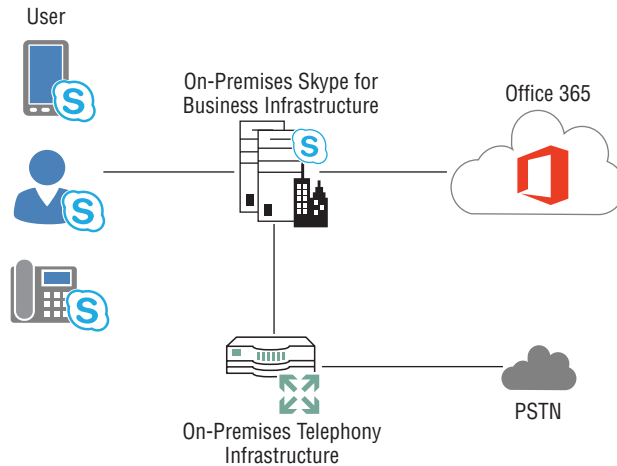 User
On-Premises Skype for
Business Infrastructure
Office 365
S
S
S
S
On-Premises Telephony
Infrastructure
PSTN